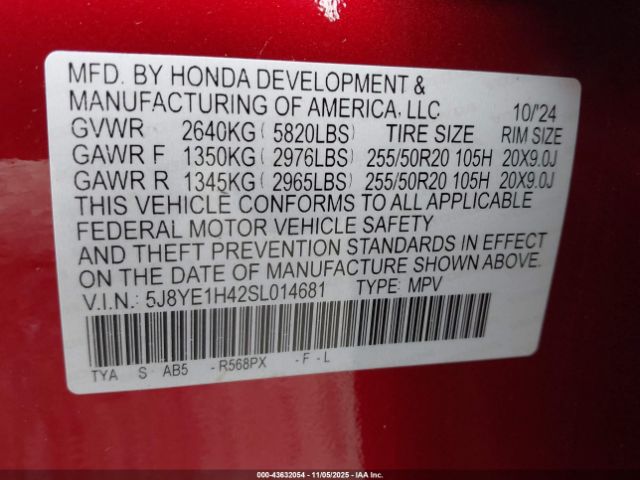 MFD. BY HONDA DEVELOPMENT &
MANUFACTURING OF AMERICA, LLC 10/'24
GVWR 2640KG( 5820LBS) TIRE SIZE RIM SIZE
GAWR F 1350KG( 2976LBS) 255/50R20 105H 20X9.0J
GAWR R 1345KG( 2965LBS) 255/50R20 105H 20X9.0J
THIS VEHICLE CONFORMS TO ALL APPLICABLE
FEDERAL MOTOR VEHICLE SAFETY
AND THEFT PREVENTION STANDARDS IN EFFECT
ON THE DATE OF MANUFACTURE SHOWN ABOVE.
V.I.N.: 5J8YE1H42SL014681 TYPE: MPV
TYA S AB5 - R568PX - F - L
000-43632054 - 11/05/2025 - IAA Inc.